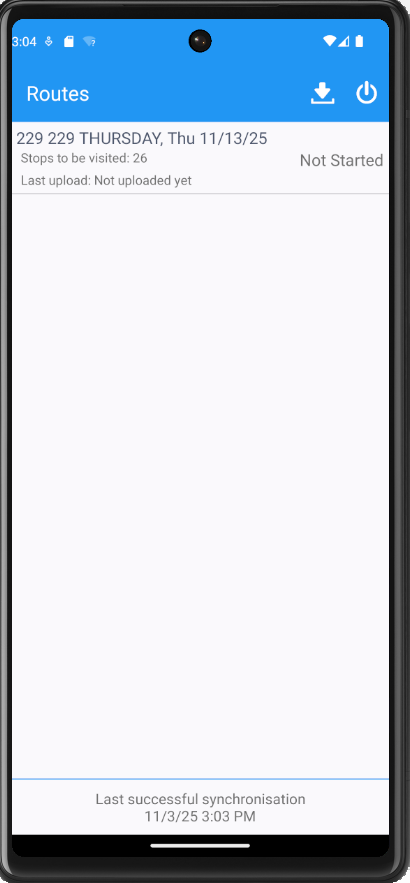 3:04
Routes
229 229 THURSDAY, Thu 11/13/25
Stops to be visited: 26
Not Started
Last upload: Not uploaded yet
Last successful synchronisation
11/3/25 3:03 PM